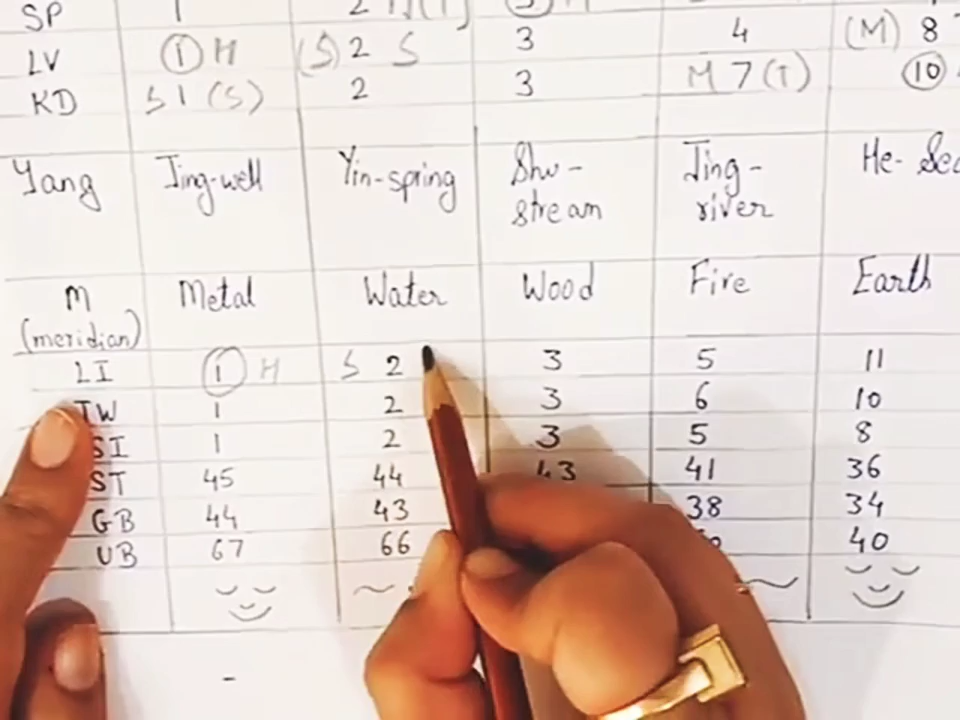 SP 1 2
LV 1 H (S) 2 S 3 4 (M) 8
KD S 1 (S) 2 3 M 7 (T) 10
Yang Jing-well Yin-spring Shu- Jing- He-Sea
stream river
M Metal Water Wood Fire Earth
(meridian)
LI 1 H S 2 3 5 11
TW 1 2 3 6 10
SI 1 2 3 5 8
ST 45 44 43 41 36
GB 44 43 38 34
UB 67 66 40